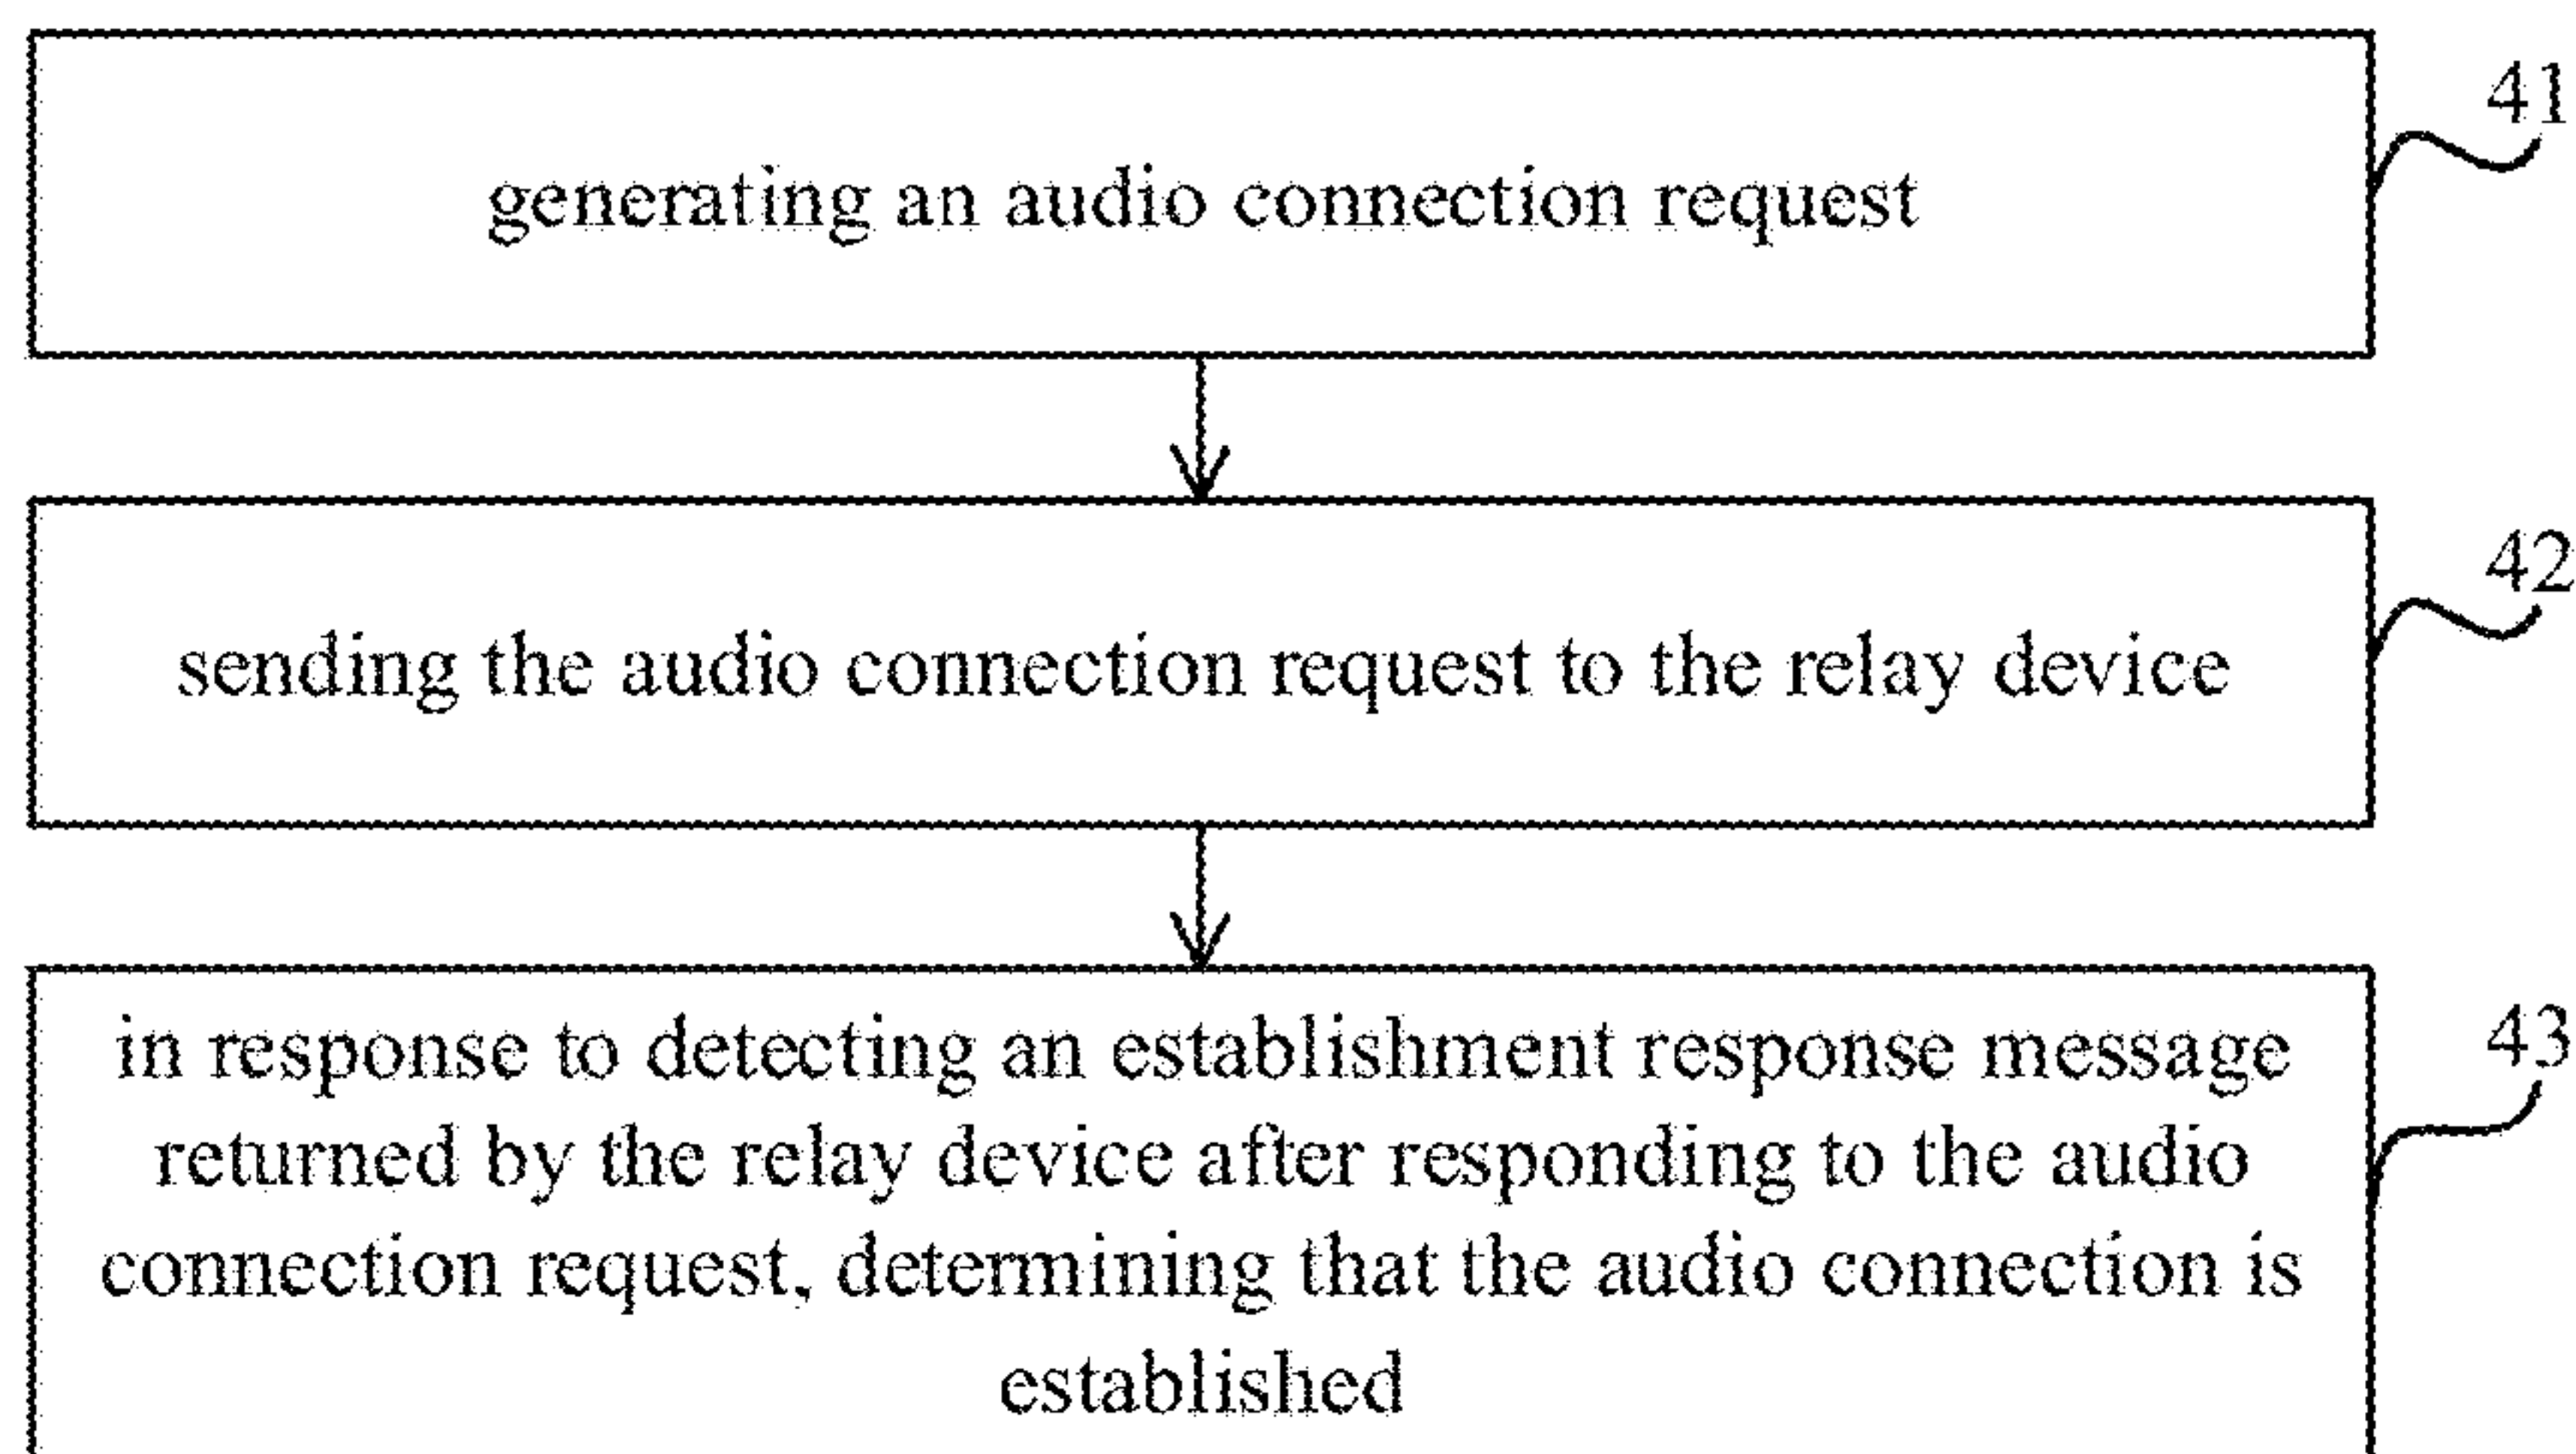 41
generating an audio connection request
42
sending the audio connection request to the relay device
43
in response to detecting an establishment response message
returned by the relay device after responding to the audio
connection request, determining that the audio connection is
established